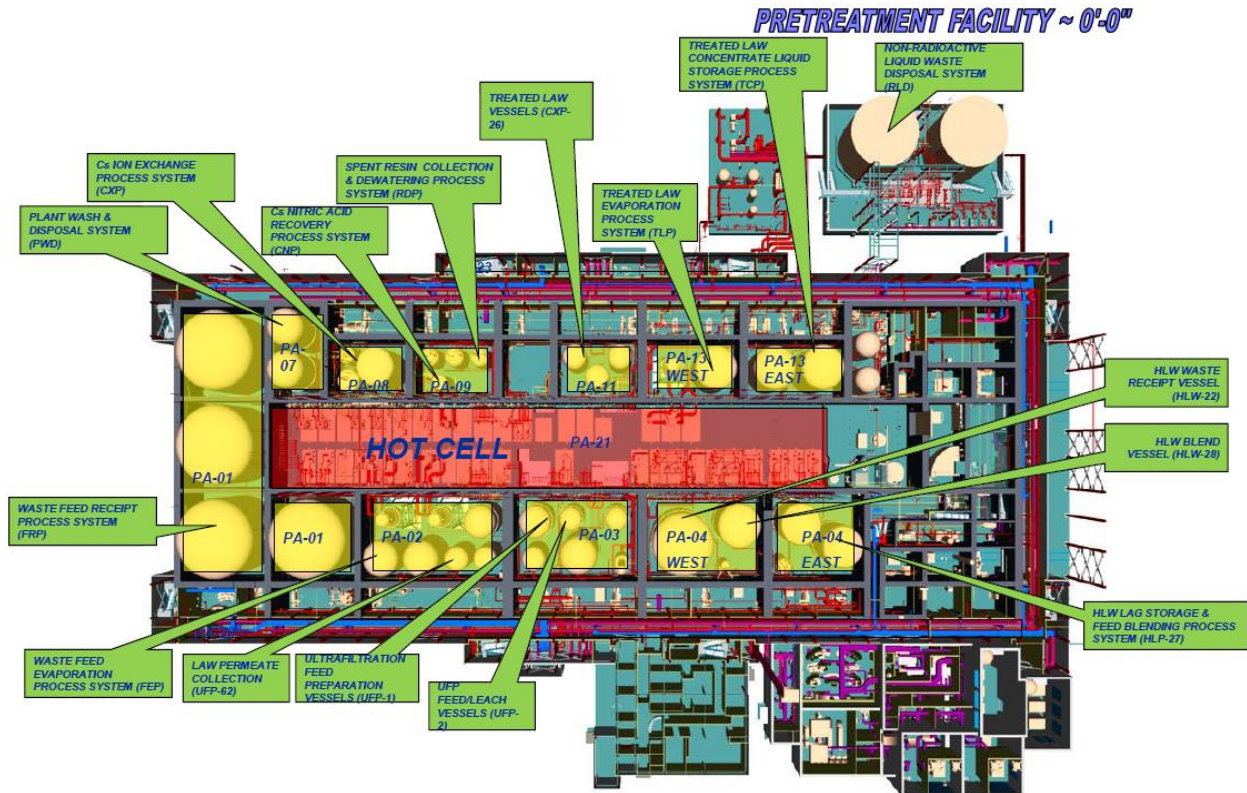 PRETREATMENT FACILITY ~ 0'-0"
TREATED LAW
CONCENTRATE LIQUID
STORAGE PROCESS
SYSTEM (TCP)
NON-RADIOACTIVE
LIQUID WASTE
DISPOSAL SYSTEM
(RLD)
TREATED LAW
VESSELS (CXP-
26)
Cs ION EXCHANGE
PROCESS SYSTEM
(CXP)
SPENT RESIN COLLECTION
& DEWATERING PROCESS
SYSTEM (RDP)
TREATED LAW
EVAPORATION
PROCESS
SYSTEM (TLP)
PLANT WASH &
DISPOSAL SYSTEM
(PWD)
Cs NITRIC ACID
RECOVERY
PROCESS SYSTEM
(CNP)
PA-
07
PA-08
PA-09
PA-11
PA-13
WEST
PA-13
EAST
HLW WASTE
RECEIPT VESSEL
(HLW-22)
HOT CELL
PA-21
HLW BLEND
VESSEL (HLW-28)
PA-01
WASTE FEED RECEIPT
PROCESS SYSTEM
(FRP)
PA-01
PA-02
PA-03
PA-04
WEST
PA-04
EAST
HLW LAG STORAGE &
FEED BLENDING PROCESS
SYSTEM (HLP-27)
WASTE FEED
EVAPORATION
PROCESS SYSTEM (FEP)
LAW PERMEATE
COLLECTION
(UFP-62)
ULTRAFILTRATION
FEED
PREPARATION
VESSELS (UFP-1)
UFP
FEED/LEACH
VESSELS (UFP-
2)